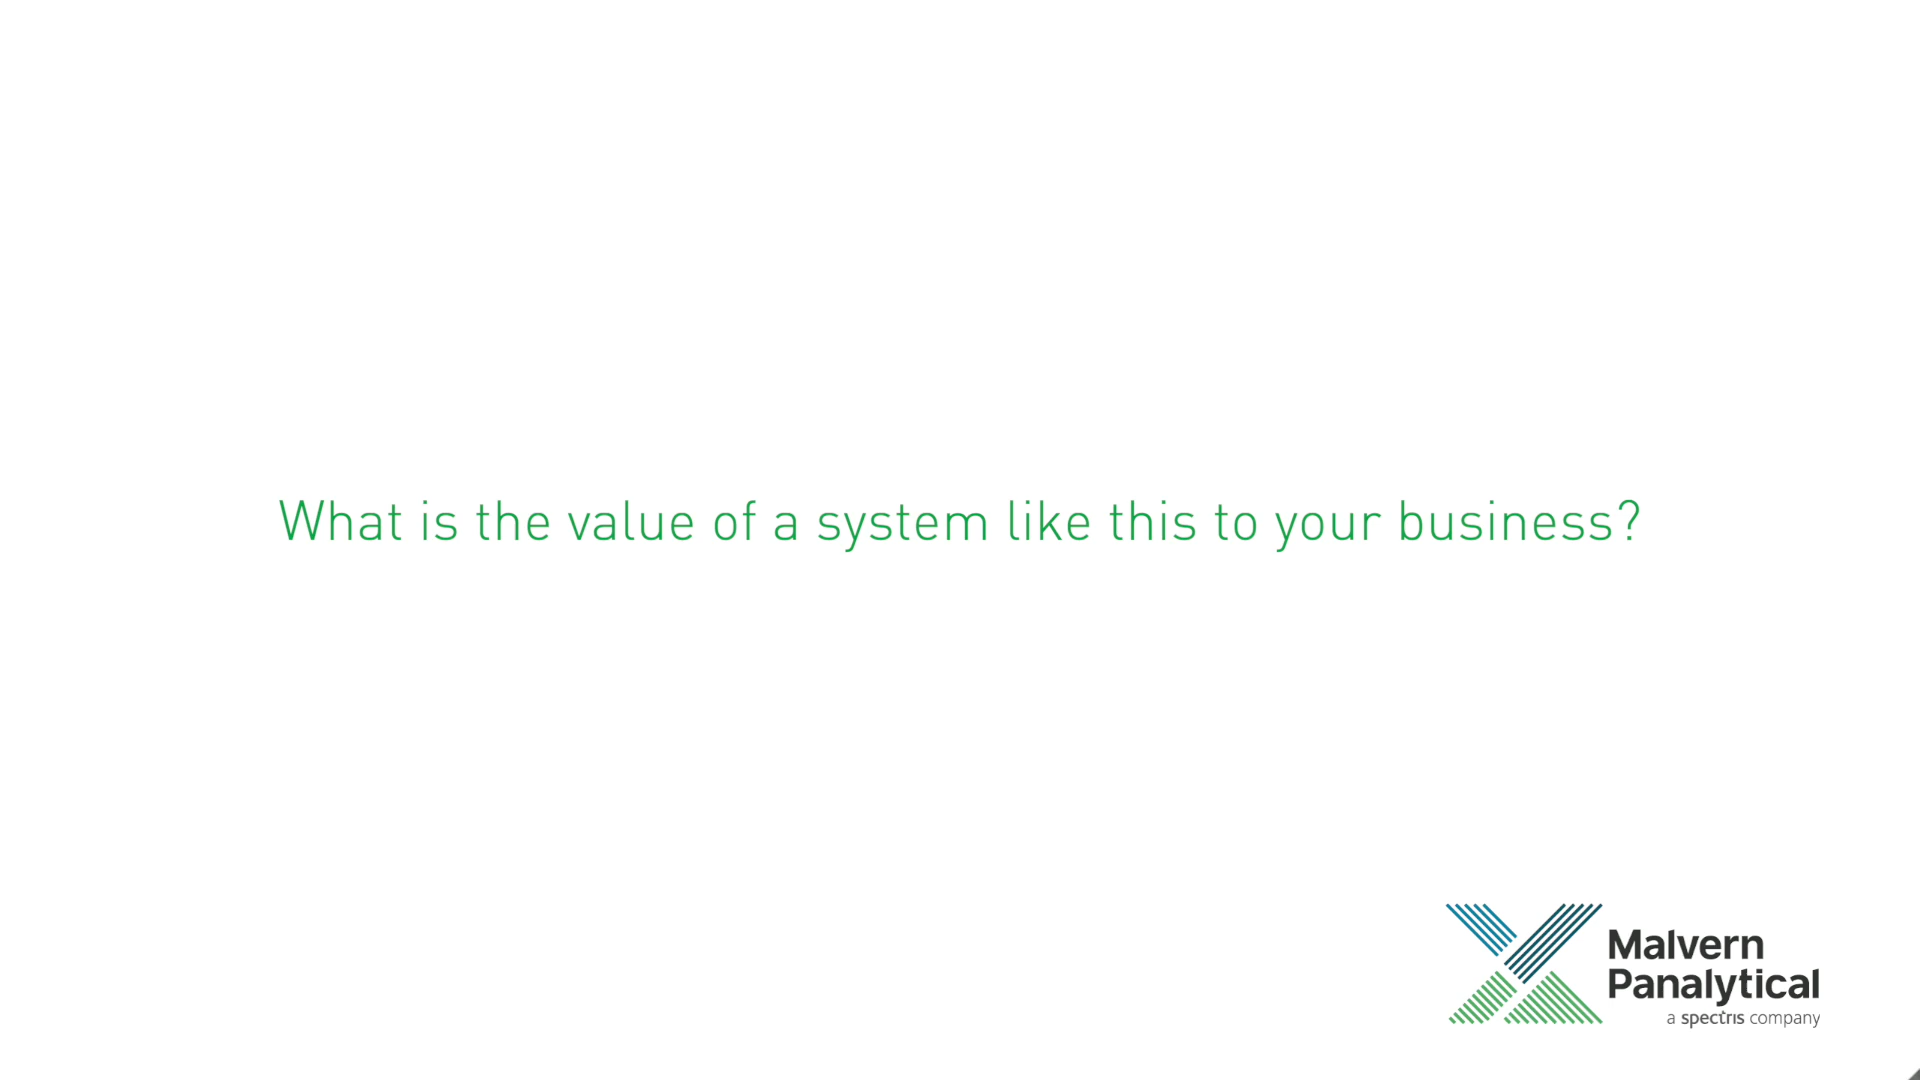 What is the value of a system like this to your business?
Malvern
Panalytical
a spectris company